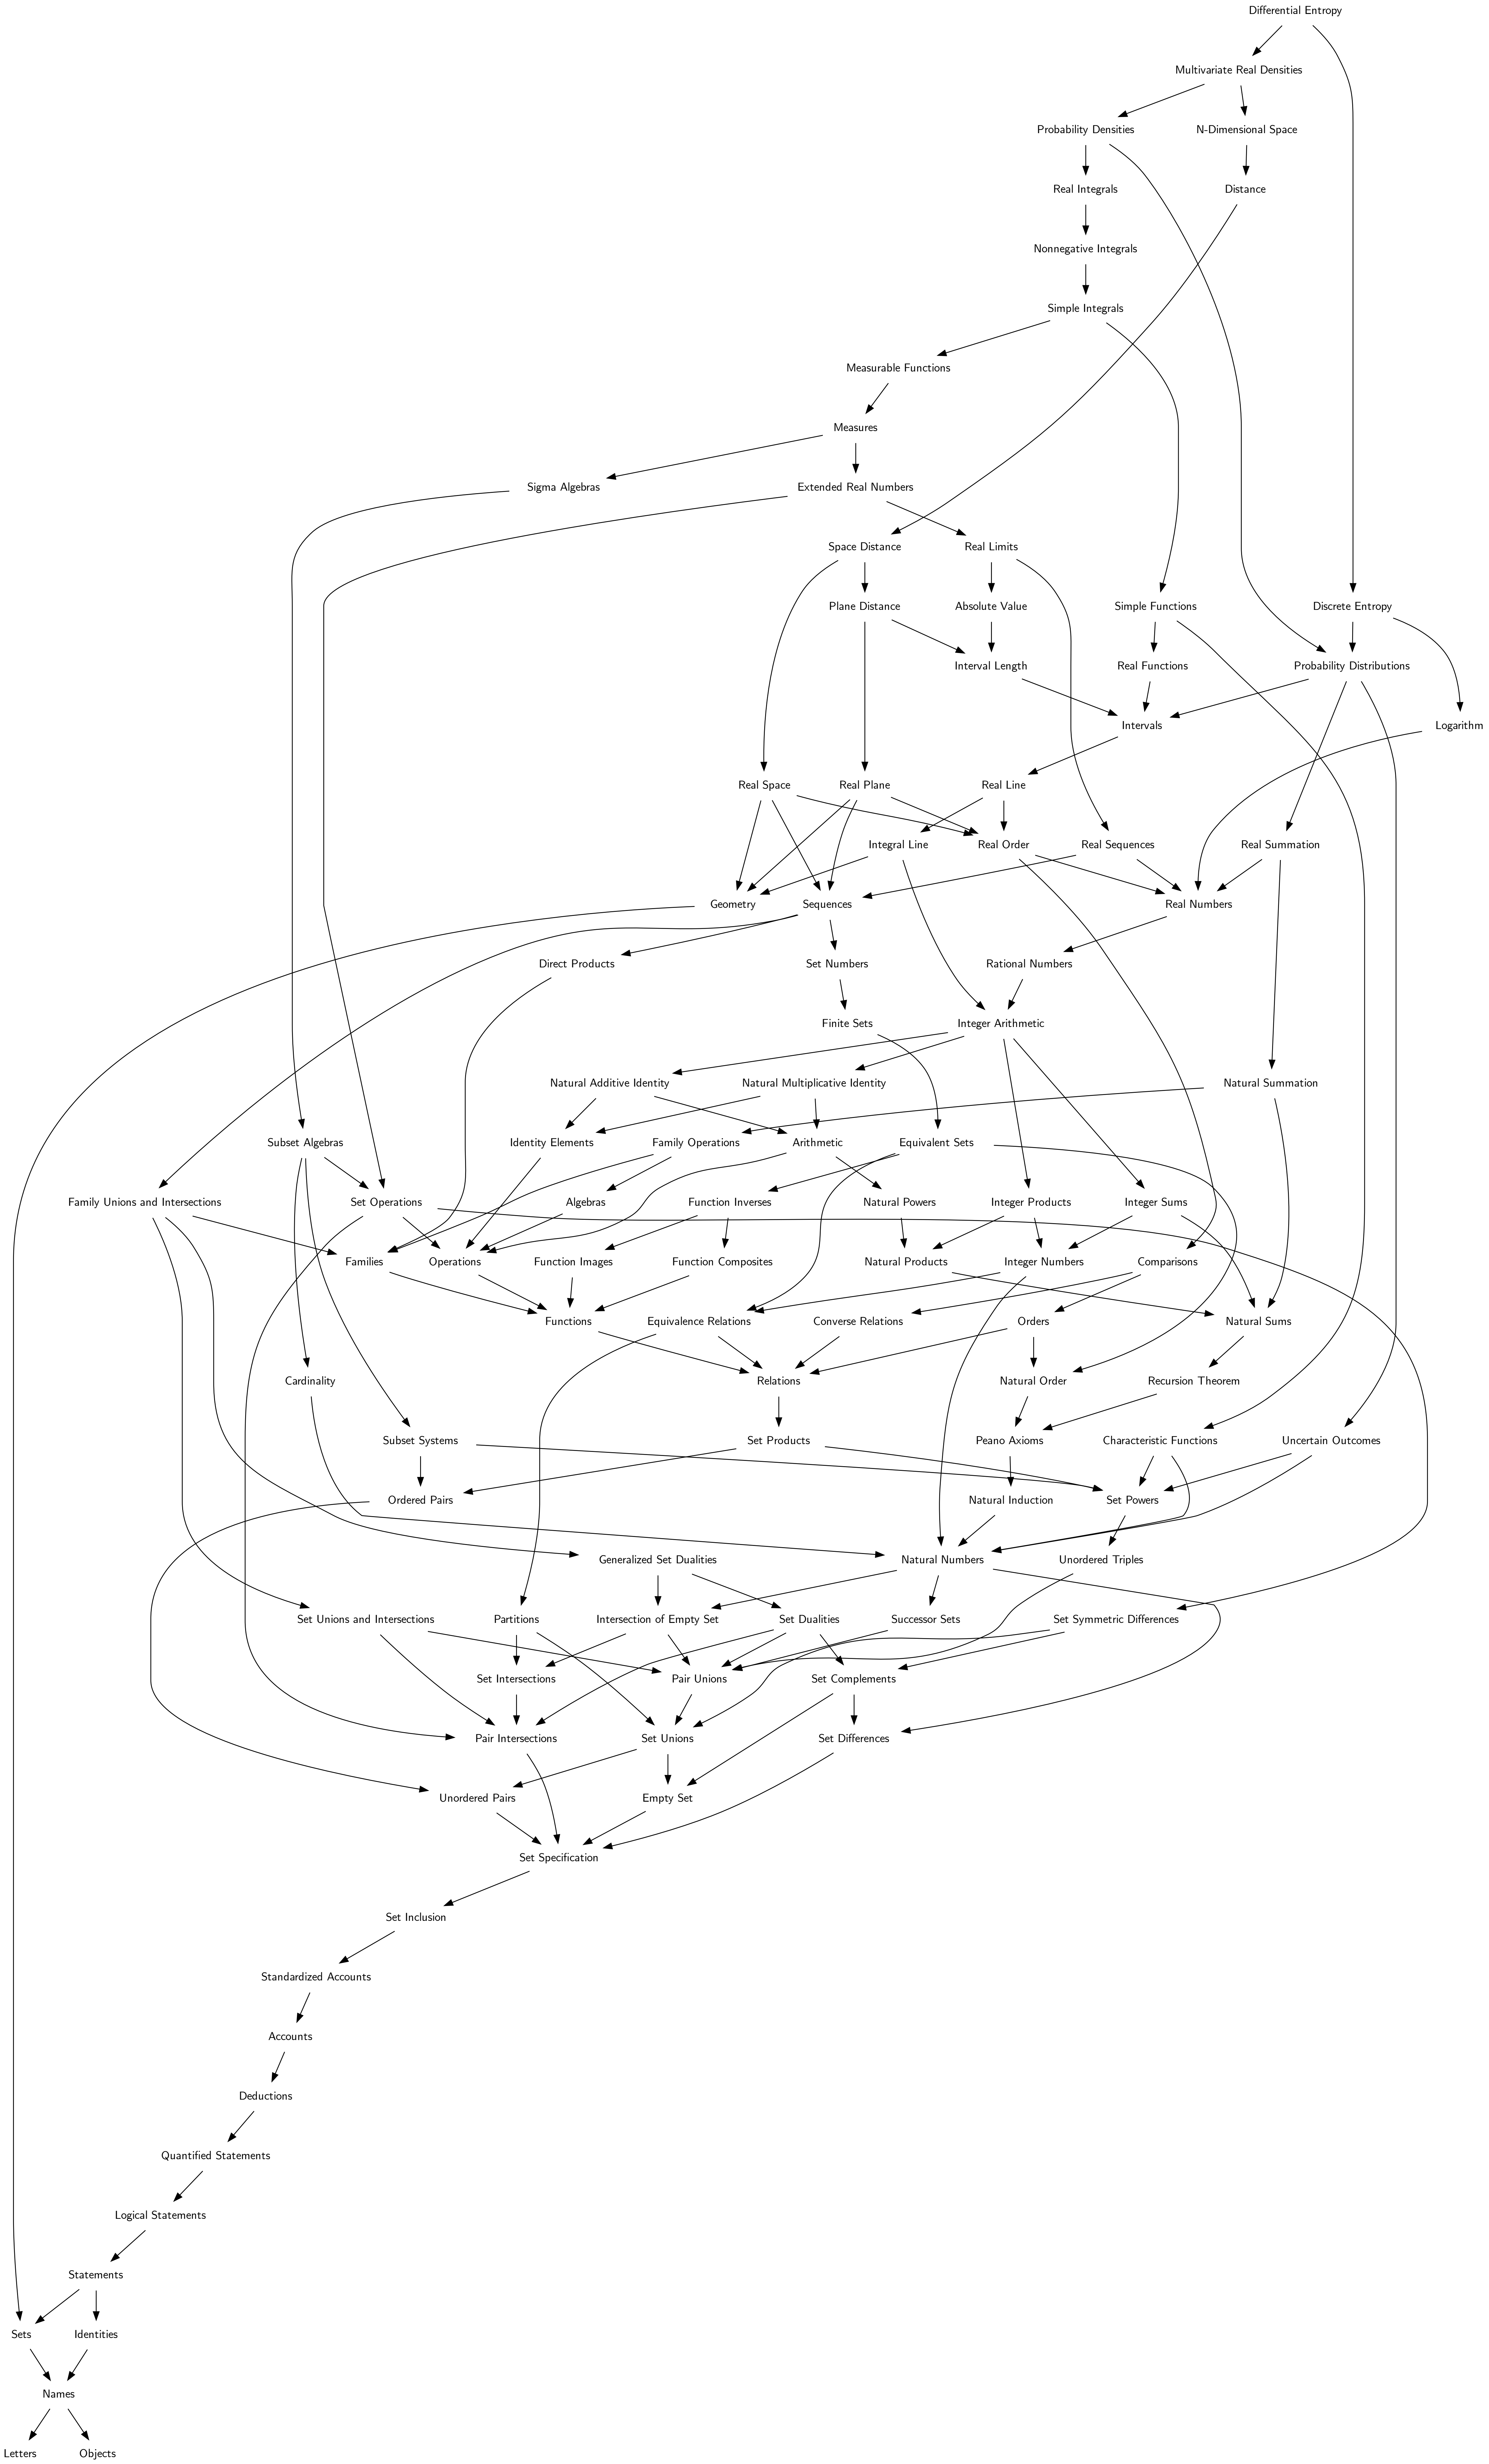 Differential Entropy
Multivariate Real Densities
Probability Densities
N-Dimensional Space
Real Integrals
Distance
Nonnegative Integrals
Simple Integrals
Measurable Functions
Measures
Sigma Algebras
Extended Real Numbers
Space Distance
Real Limits
Plane Distance
Absolute Value
Simple Functions
Discrete Entropy
Interval Length
Real Functions
Probability Distributions
Intervals
Logarithm
Real Space
Real Plane
Real Line
Integral Line
Real Order
Real Sequences
Real Summation
Geometry
Sequences
Real Numbers
Direct Products
Set Numbers
Rational Numbers
Finite Sets
Integer Arithmetic
Natural Additive Identity
Natural Multiplicative Identity
Natural Summation
Subset Algebras
Identity Elements
Family Operations
Arithmetic
Equivalent Sets
Family Unions and Intersections
Set Operations
Algebras
Function Inverses
Natural Powers
Integer Products
Integer Sums
Families
Operations
Function Images
Function Composites
Natural Products
Integer Numbers
Comparisons
Functions
Equivalence Relations
Converse Relations
Orders
Natural Sums
Cardinality
Relations
Natural Order
Recursion Theorem
Subset Systems
Set Products
Peano Axioms
Characteristic Functions
Uncertain Outcomes
Ordered Pairs
Natural Induction
Set Powers
Generalized Set Dualities
Natural Numbers
Unordered Triples
Set Unions and Intersections
Partitions
Intersection of Empty Set
Set Dualities
Successor Sets
Set Symmetric Differences
Set Intersections
Pair Unions
Set Complements
Pair Intersections
Set Unions
Set Differences
Unordered Pairs
Empty Set
Set Specification
Set Inclusion
Standardized Accounts
Accounts
Deductions
Quantified Statements
Logical Statements
Statements
Sets
Identities
Names
Letters
Objects